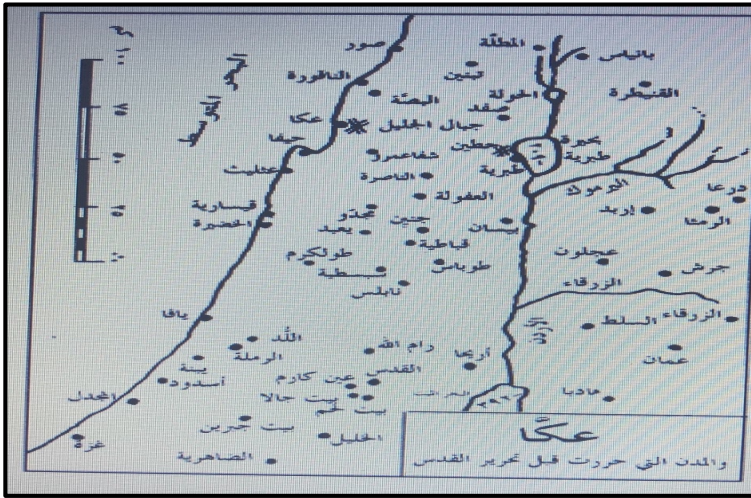 صور
المطلة
بانياس
تبنين
الناقورة
القنيطرة
البصة
الحولة
صفد
عكا
جبال الجليل
حيفا
شفاعمرو
حطين
بحيرة
طبرية
طبرية
عتليت
الناصرة
اليرموك
درعا
العفولة
قيسارية
الخضيرة
مجدو
جنين
يعبد
بيسان
إربد
الرمثا
قباطية
عجلون
طولكرم
سبسطية
طوباس
جرش
نابلس
الزرقاء
يافا
السلط
الزرقاء
اللد
الرملة
رام الله
أريحا
عمان
يبنة
أسدود
القدس
عين كارم
بيت جالا
بيت لحم
مادبا
المجدل
بيت جبرين
الخليل
غزة
الضاهرية
عكا
والمدن التي حررت قبل تحرير القدس